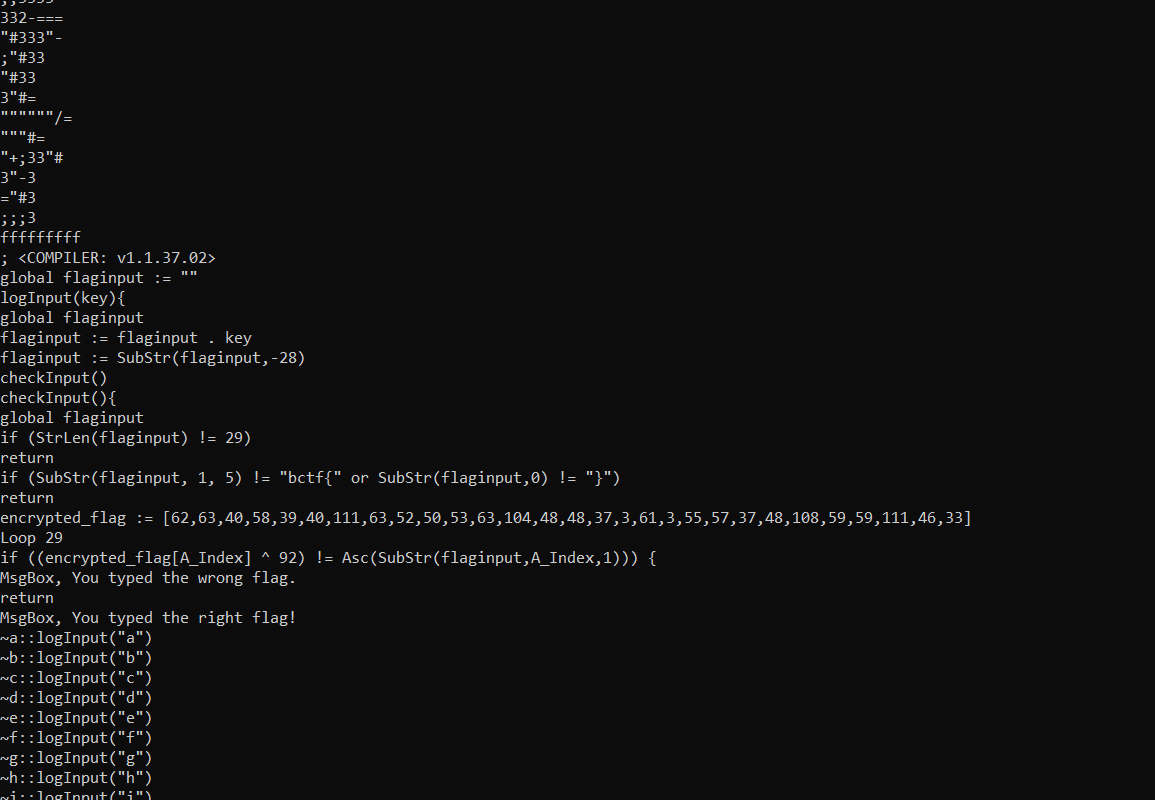 ;;3333
332-===
"#333"-
;"#33
"#33
3"#=
""""""/=
"""#=
"+;33"#
3"-3
="#3
;;;3
fffffffff
; <COMPILER: v1.1.37.02>
global flaginput := ""
logInput(key){
global flaginput
flaginput := flaginput . key
flaginput := SubStr(flaginput,-28)
checkInput()
checkInput(){
global flaginput
if (StrLen(flaginput) != 29)
return
if (SubStr(flaginput, 1, 5) != "bctf{" or SubStr(flaginput,0) != "}")
return
encrypted_flag := [62,63,40,58,39,40,111,63,52,50,53,63,104,48,48,37,3,61,3,55,57,37,48,108,59,59,111,46,33]
Loop 29
if ((encrypted_flag[A_Index] ^ 92) != Asc(SubStr(flaginput,A_Index,1))) {
MsgBox, You typed the wrong flag.
return
MsgBox, You typed the right flag!
~a::logInput("a")
~b::logInput("b")
~c::logInput("c")
~d::logInput("d")
~e::logInput("e")
~f::logInput("f")
~g::logInput("g")
~h::logInput("h")
~i::logInput("i")